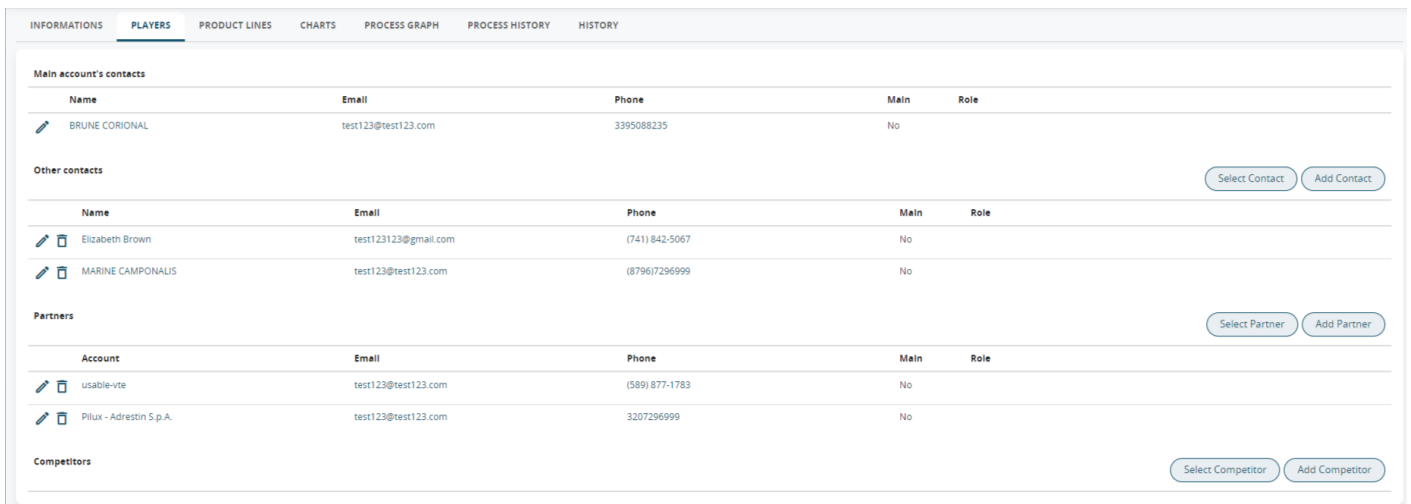 INFORMATIONS PLAYERS PRODUCT LINES CHARTS PROCESS GRAPH PROCESS HISTORY HISTORY
Main account's contacts
Name Email Phone Main Role
BRUNE CORIONAL test123@test123.com 3395088235 No
Other contacts
Select Contact Add Contact
Name Email Phone Main Role
Elizabeth Brown test123123@gmail.com (741) 842-5067 No
MARINE CAMPONALIS test123@test123.com (8796)7296999 No
Partners
Select Partner Add Partner
Account Email Phone Main Role
usable-vte test123@test123.com (589) 877-1783 No
Pilux - Adrestin S.p.A. test123@test123.com 3207296999 No
Competitors
Select Competitor Add Competitor